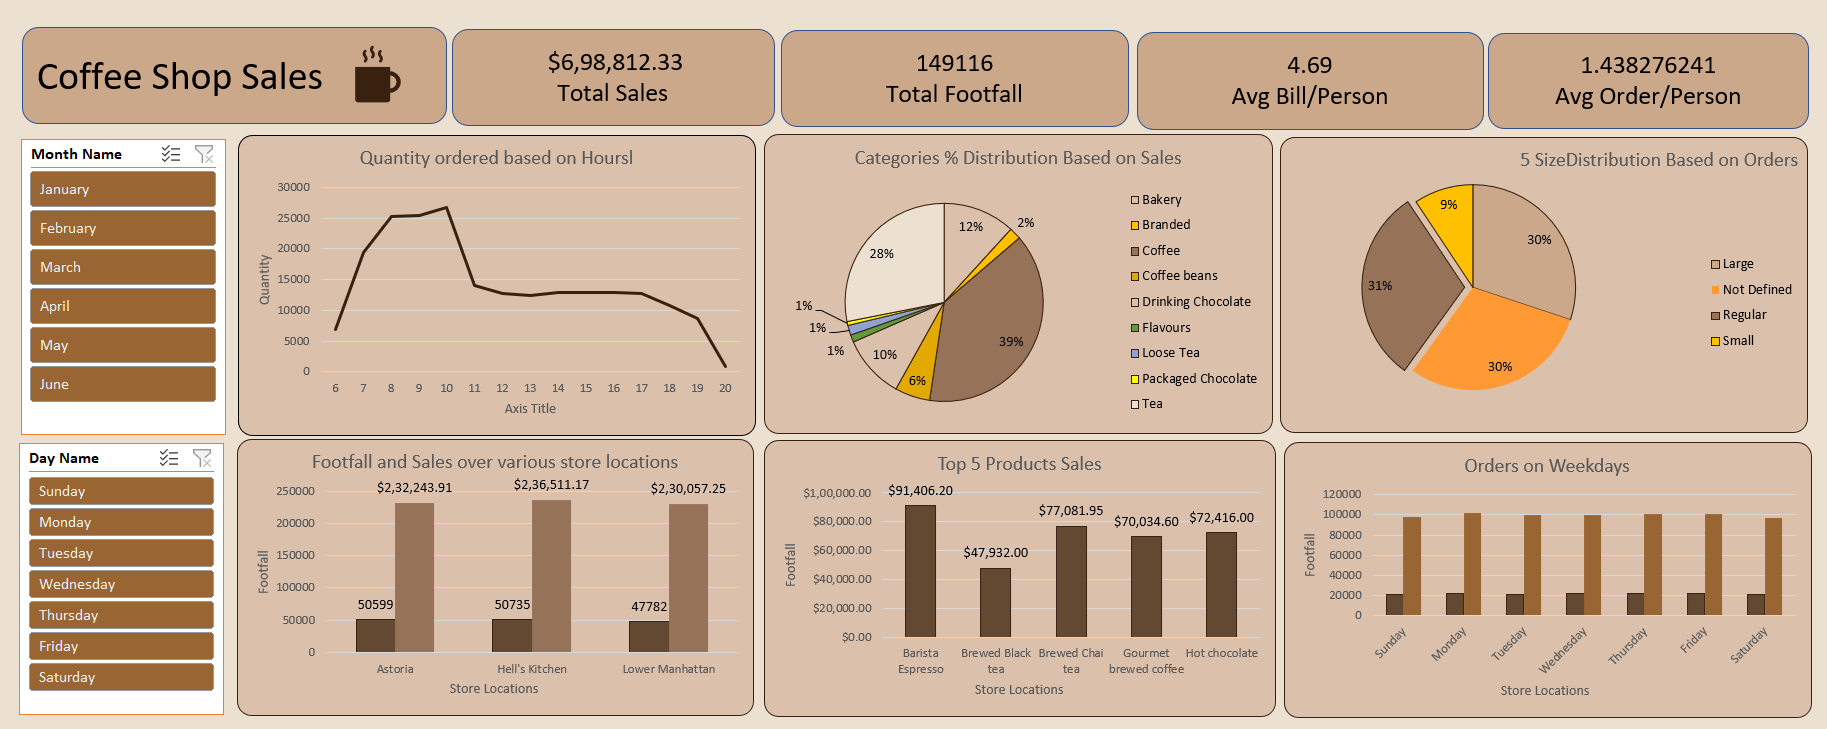 Coffee Shop Sales
$6,98,812.33
Total Sales
149116
Total Footfall
4.69
Avg Bill/Person
1.438276241
Avg Order/Person
Month Name
January
February
March
April
May
June
Day Name
Sunday
Monday
Tuesday
Wednesday
Thursday
Friday
Saturday
Quantity ordered based on Hoursl
30000
25000
20000
15000
10000
5000
0
Quantity
6 7 8 9 10 11 12 13 14 15 16 17 18 19 20
Axis Title
Categories % Distribution Based on Sales
12%
2%
39%
6%
10%
1%
1%
1%
28%
Bakery
Branded
Coffee
Coffee beans
Drinking Chocolate
Flavours
Loose Tea
Packaged Chocolate
Tea
5 SizeDistribution Based on Orders
9%
30%
31%
30%
Large
Not Defined
Regular
Small
Footfall and Sales over various store locations
250000
200000
150000
100000
50000
0
Footfall
$2,32,243.91
$2,36,511.17
$2,30,057.25
50599
50735
47782
Astoria
Hell's Kitchen
Lower Manhattan
Store Locations
Top 5 Products Sales
$1,00,000.00
$80,000.00
$60,000.00
$40,000.00
$20,000.00
$0.00
Footfall
$91,406.20
$47,932.00
$77,081.95
$70,034.60
$72,416.00
Barista
Espresso
Brewed Black
tea
Brewed Chai
tea
Gourmet
brewed coffee
Hot chocolate
Store Locations
Orders on Weekdays
120000
100000
80000
60000
40000
20000
0
Footfall
Sunday
Monday
Tuesday
Wednesday
Thursday
Friday
Saturday
Store Locations